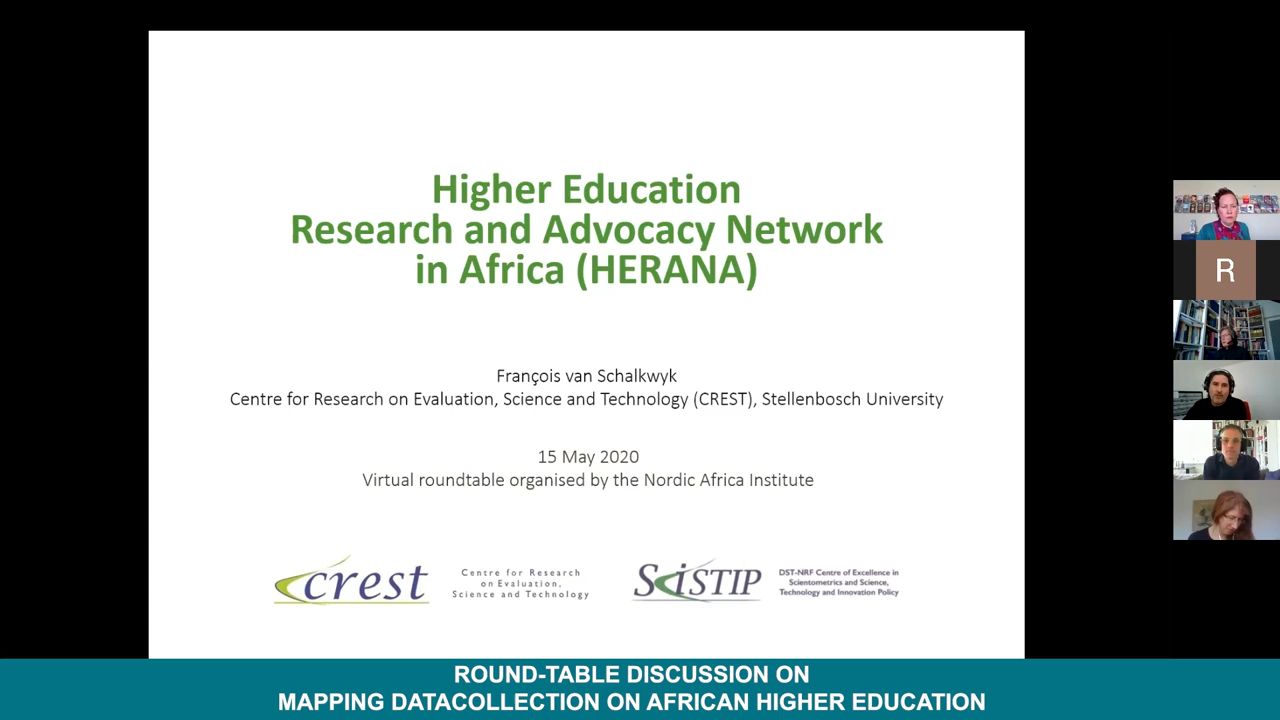 Higher Education
Research and Advocacy Network
in Africa (HERANA)
François van Schalkwyk
Centre for Research on Evaluation, Science and Technology (CREST), Stellenbosch University
15 May 2020
Virtual roundtable organised by the Nordic Africa Institute
crest
Centre for Research
on Evaluation,
Science and Technology
SciSTIP
DST-NRF Centre of Excellence in
Scientometrics and Science,
Technology and Innovation Policy
R
ROUND-TABLE DISCUSSION ON
MAPPING DATACOLLECTION ON AFRICAN HIGHER EDUCATION